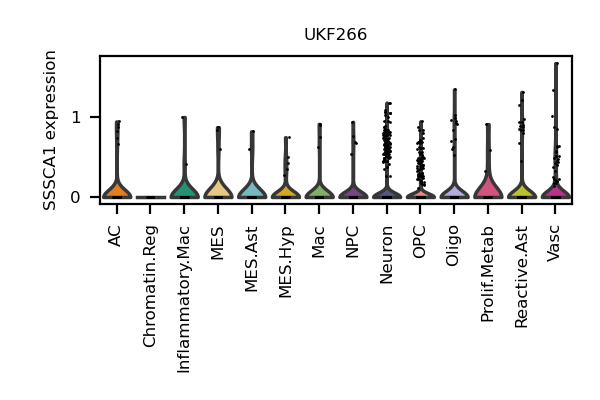 UKF266
SSSCA1 expression
1
0
AC
Chromatin.Reg
Inflammatory.Mac
MES
MES.Ast
MES.Hyp
Mac
NPC
Neuron
OPC
Oligo
Prolif.Metab
Reactive.Ast
Vasc